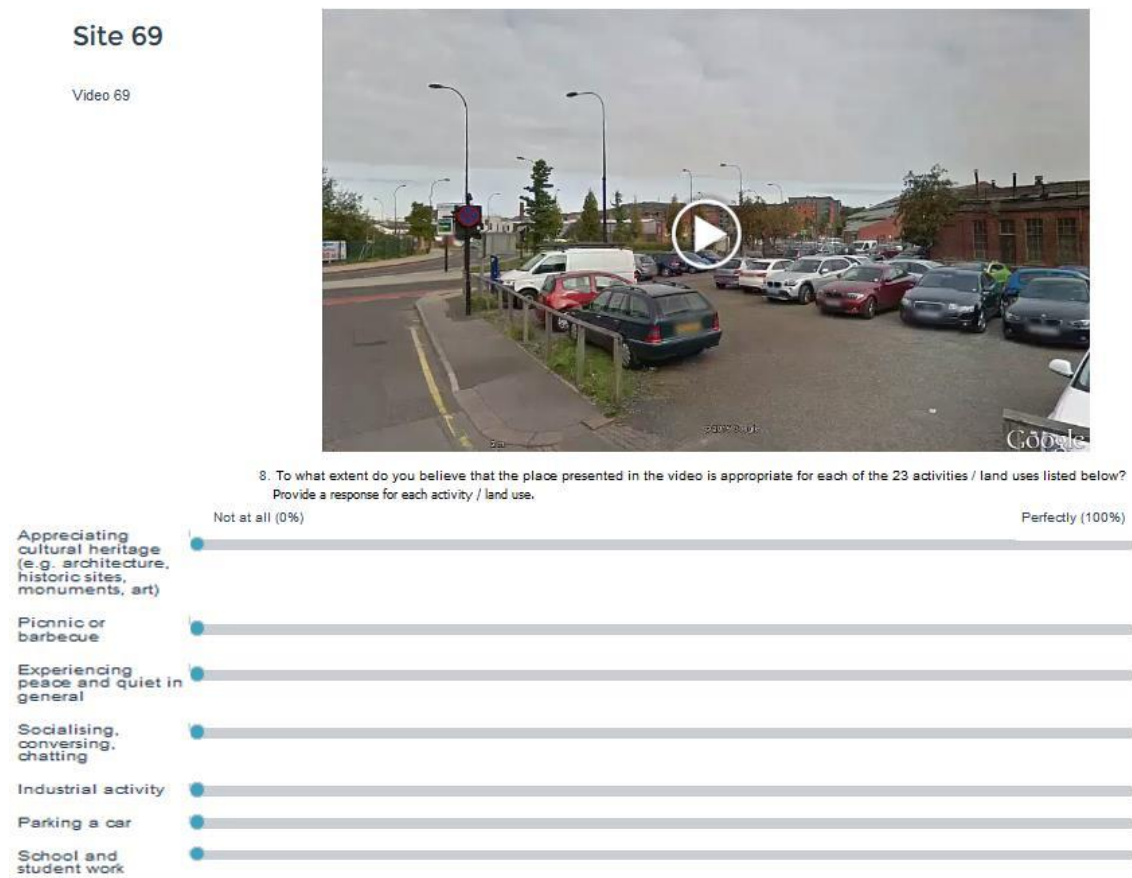 Site 69
Video 69
Google
8. To what extent do you believe that the place presented in the video is appropriate for each of the 23 activities / land uses listed below?
Provide a response for each activity / land use.
Not at all (0%)
Perfectly (100%)
Appreciating
cultural heritage
(e.g. architecture,
historic sites,
monuments, art)
Picnic or
barbecue
Experiencing
peace and quiet in
general
Socialising,
conversing,
chatting
Industrial activity
Parking a car
School and
student work